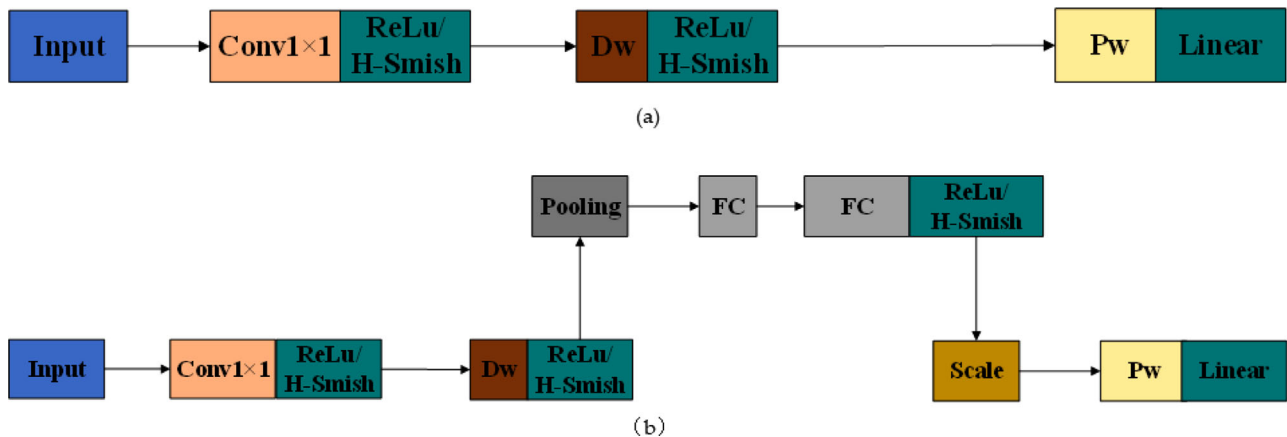 Input
Conv1×1
ReLu/
H-Smish
Dw
ReLu/
H-Smish
Pw
Linear
(a)
Pooling
FC
FC
ReLu/
H-Smish
Input
Conv1×1
ReLu/
H-Smish
Dw
ReLu/
H-Smish
Scale
Pw
Linear
(b)